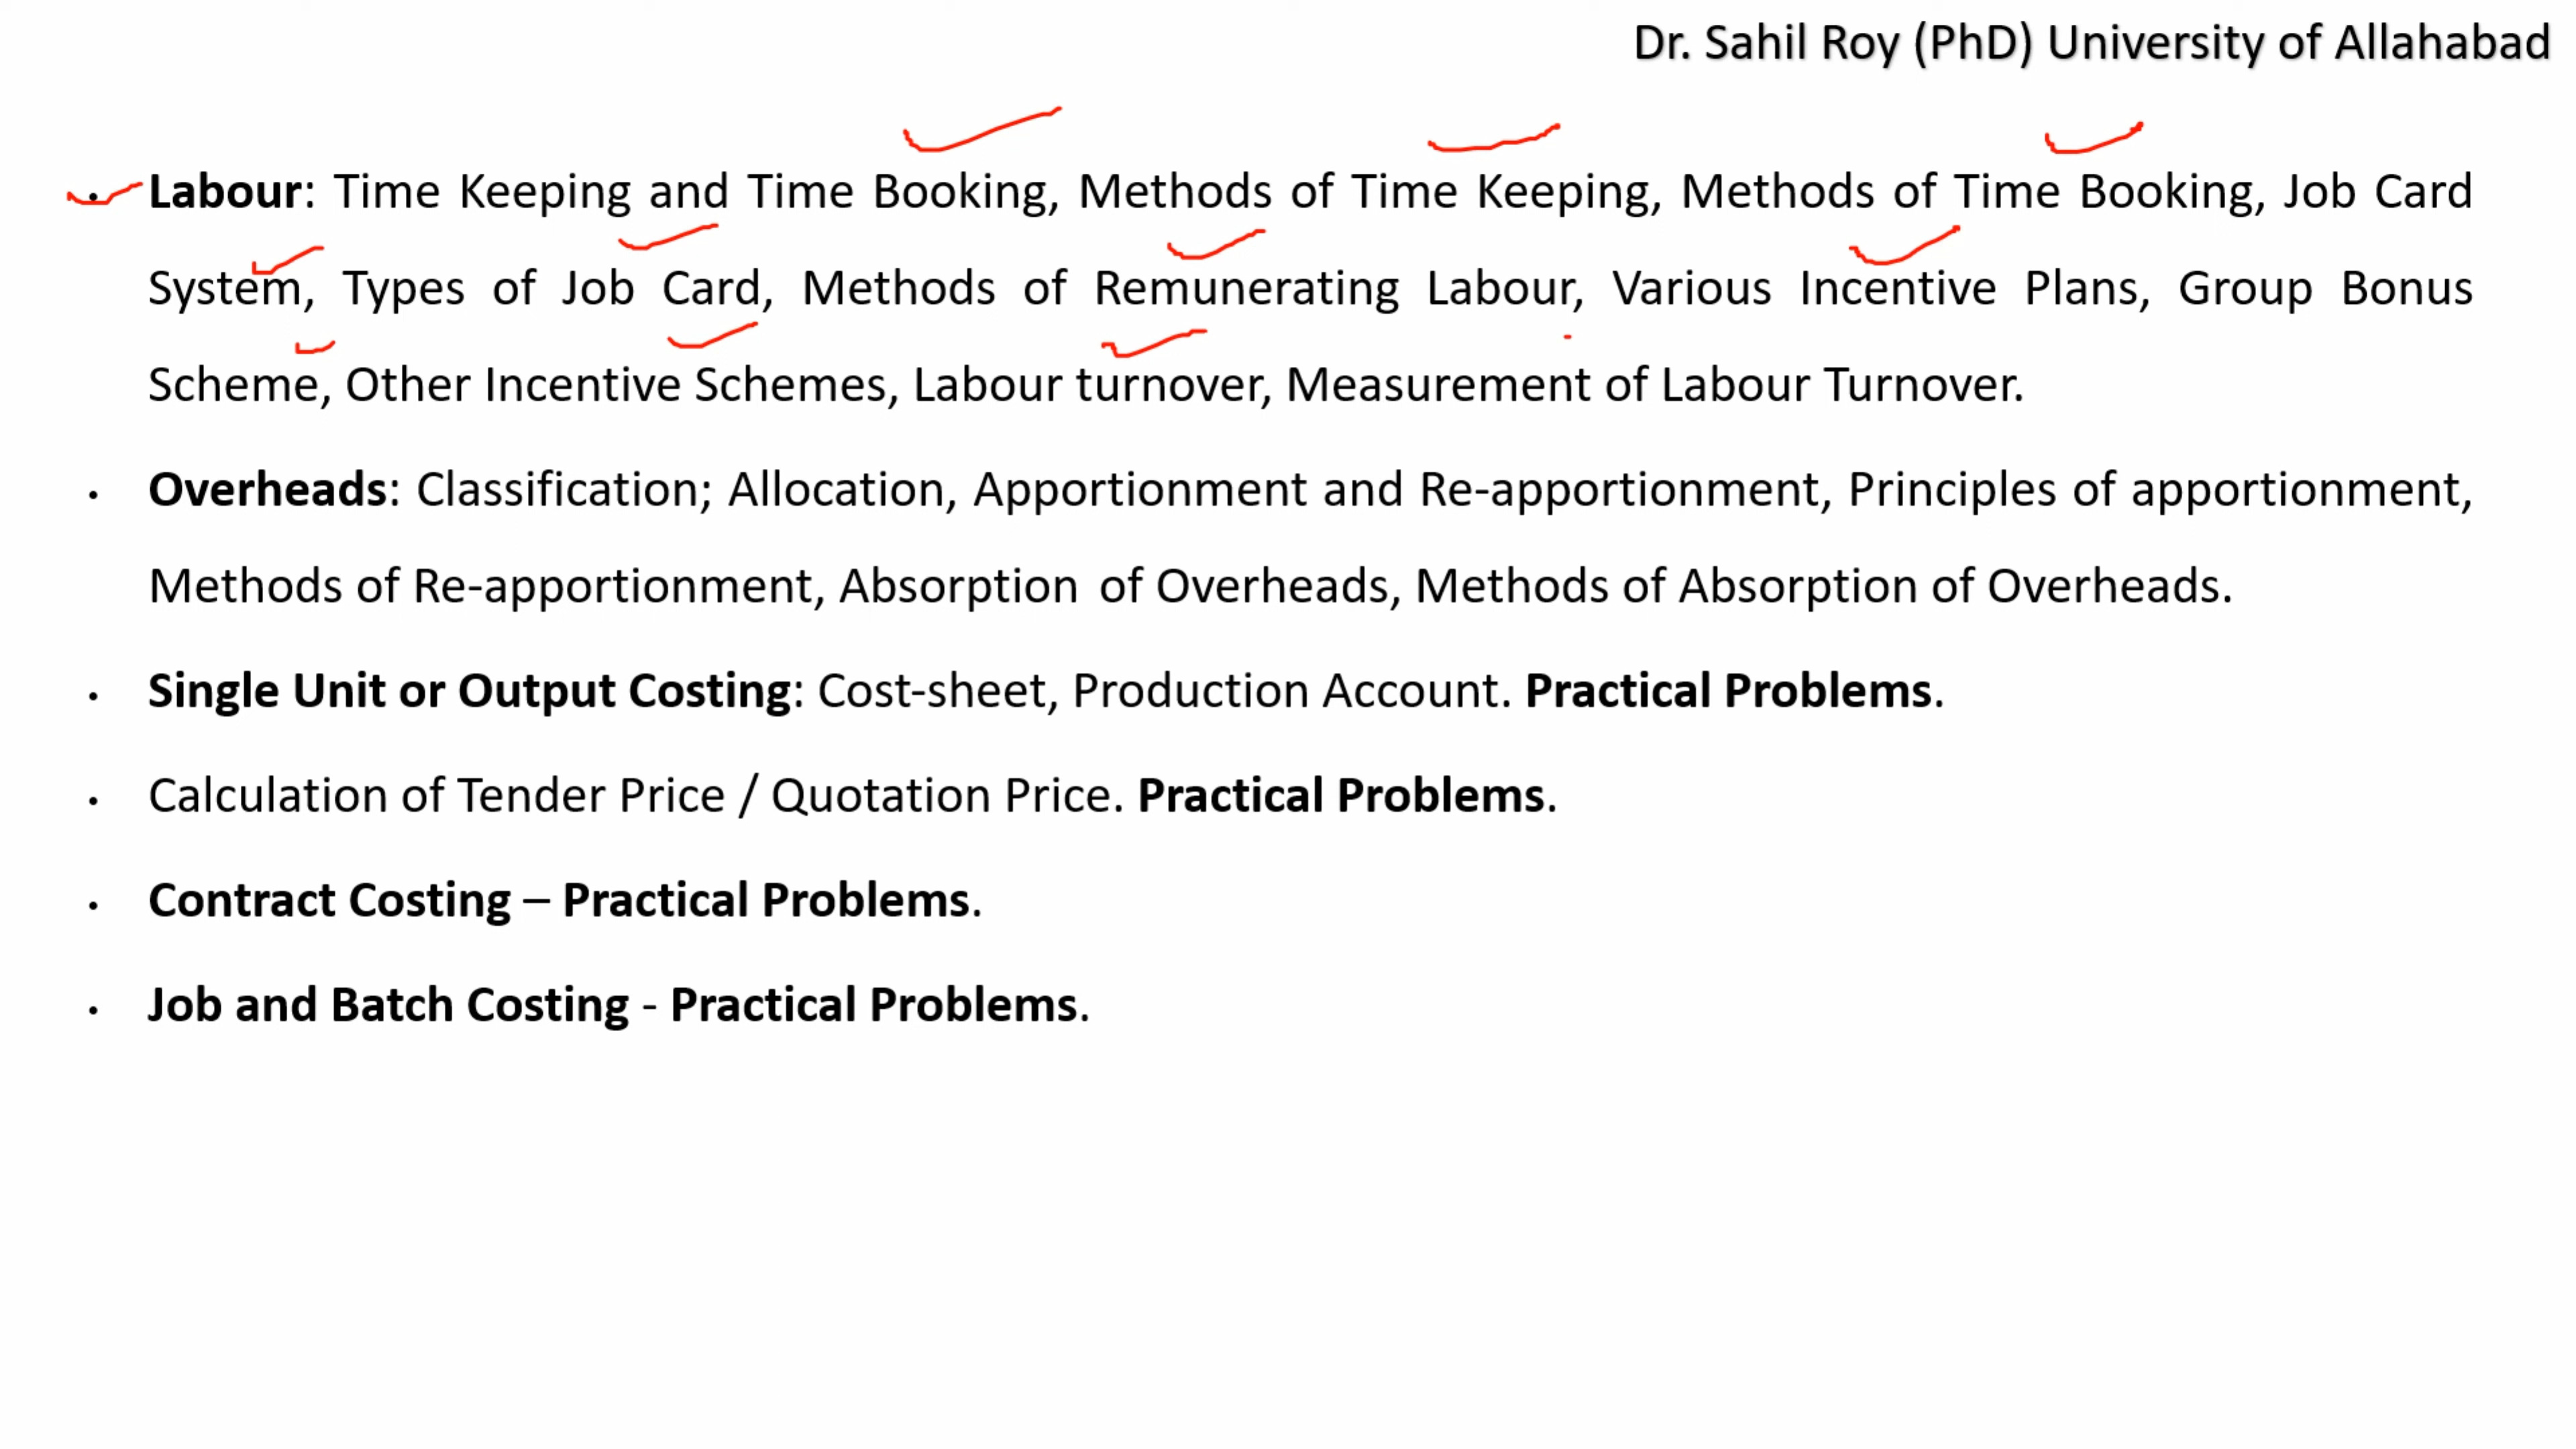 Dr. Sahil Roy (PhD) University of Allahabad
• Labour: Time Keeping and Time Booking, Methods of Time Keeping, Methods of Time Booking, Job Card
System, Types of Job Card, Methods of Remunerating Labour, Various Incentive Plans, Group Bonus
Scheme, Other Incentive Schemes, Labour turnover, Measurement of Labour Turnover.
• Overheads: Classification; Allocation, Apportionment and Re-apportionment, Principles of apportionment,
Methods of Re-apportionment, Absorption of Overheads, Methods of Absorption of Overheads.
• Single Unit or Output Costing: Cost-sheet, Production Account. Practical Problems.
• Calculation of Tender Price / Quotation Price. Practical Problems.
• Contract Costing – Practical Problems.
• Job and Batch Costing - Practical Problems.